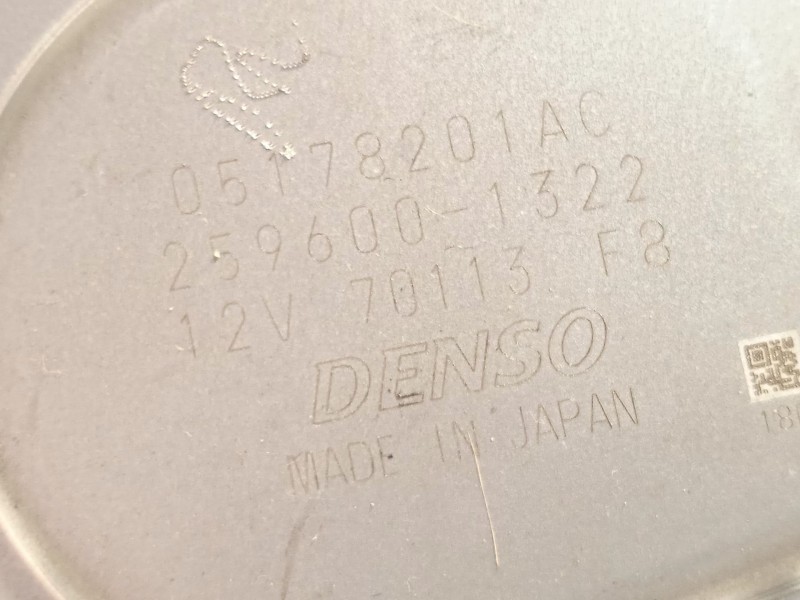 05178201AC
259600-1322
12V 70113 F8
DENSO
MADE IN JAPAN